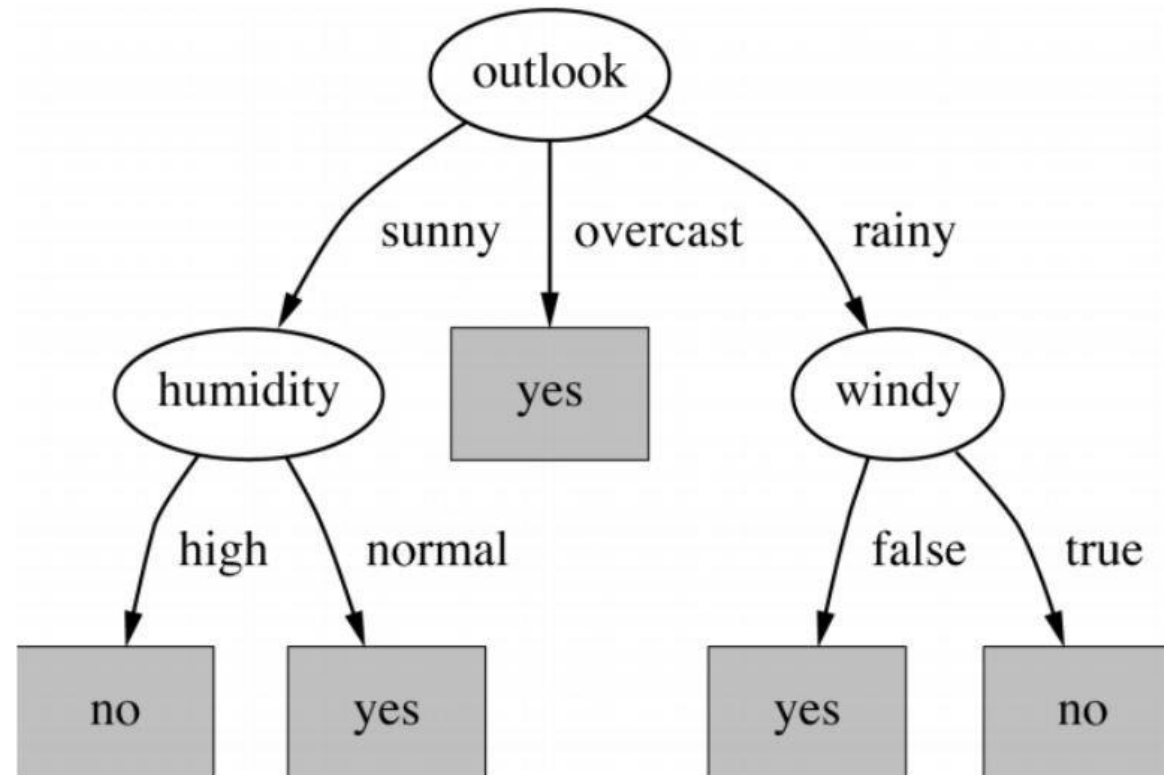 outlook
sunny overcast rainy
humidity yes windy
high normal false true
no yes yes no